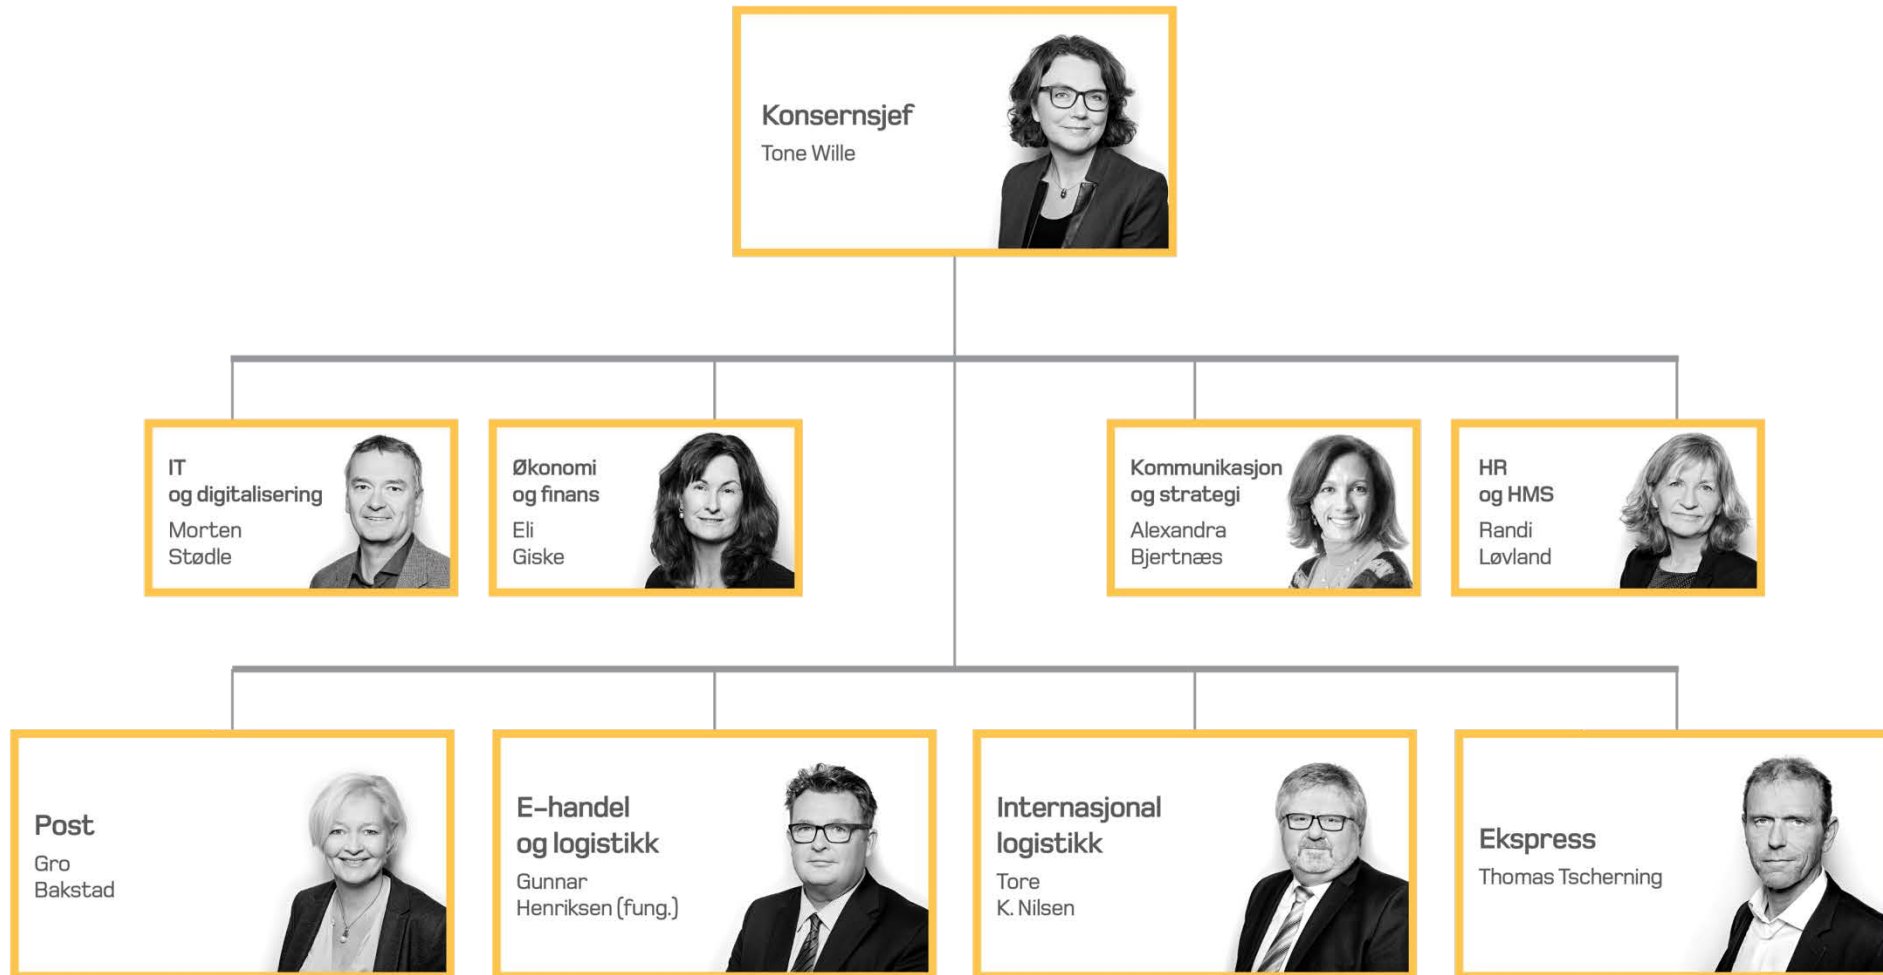 Konsernsjef
Tone Wille
IT
og digitalisering
Morten
Stødle
Økonomi
og finans
Eli
Giske
Kommunikasjon
og strategi
Alexandra
Bjertnæs
HR
og HMS
Randi
Løvland
Post
Gro
Bakstad
E-handel
og logistikk
Gunnar
Henriksen (fung.)
Internasjonal
logistikk
Tore
K. Nilsen
Ekspress
Thomas Tscherning